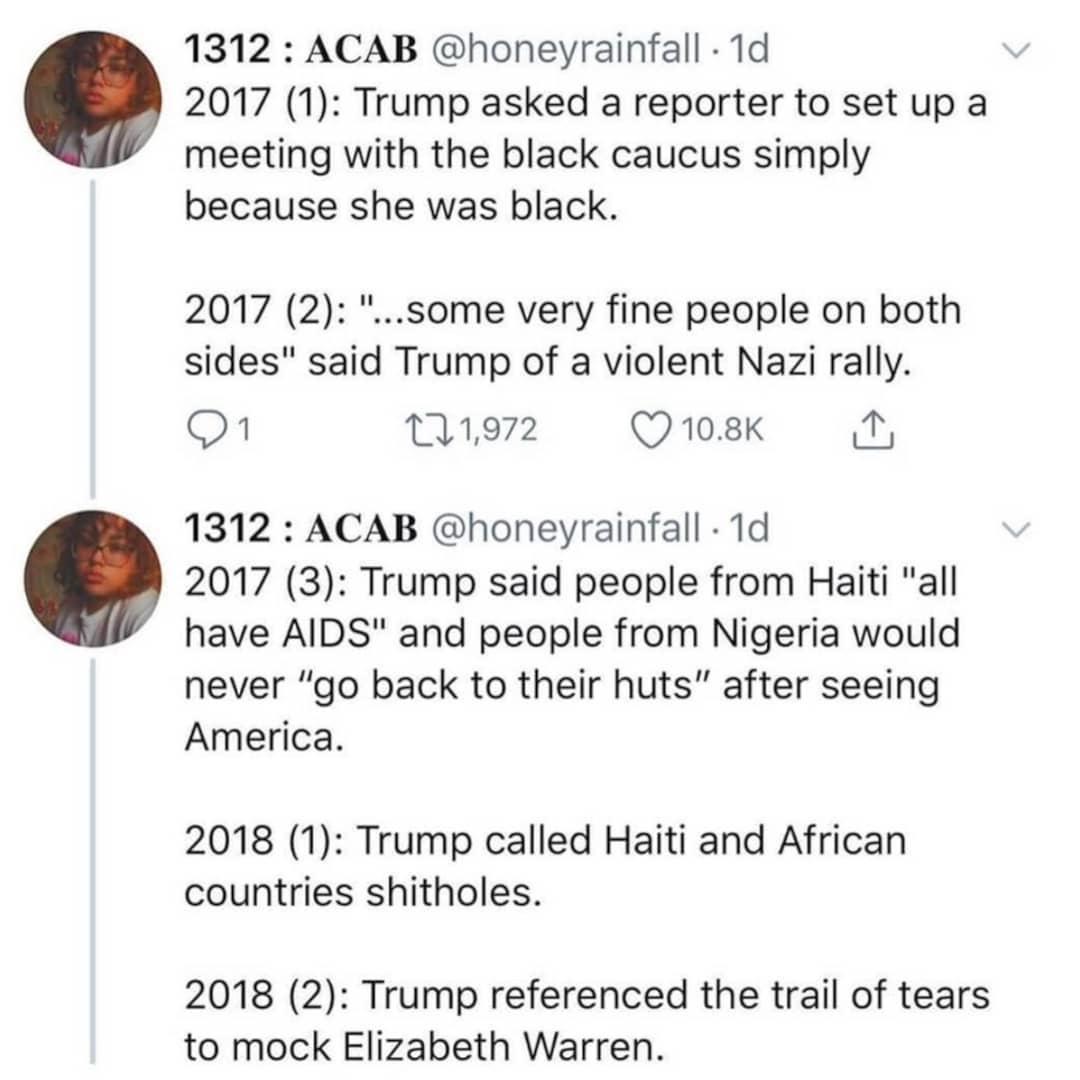 1312 : ACAB @honeyrainfall · 1d
2017 (1): Trump asked a reporter to set up a
meeting with the black caucus simply
because she was black.
2017 (2): "...some very fine people on both
sides" said Trump of a violent Nazi rally.
1 1,972 10.8K
1312 : ACAB @honeyrainfall · 1d
2017 (3): Trump said people from Haiti "all
have AIDS" and people from Nigeria would
never “go back to their huts” after seeing
America.
2018 (1): Trump called Haiti and African
countries shitholes.
2018 (2): Trump referenced the trail of tears
to mock Elizabeth Warren.